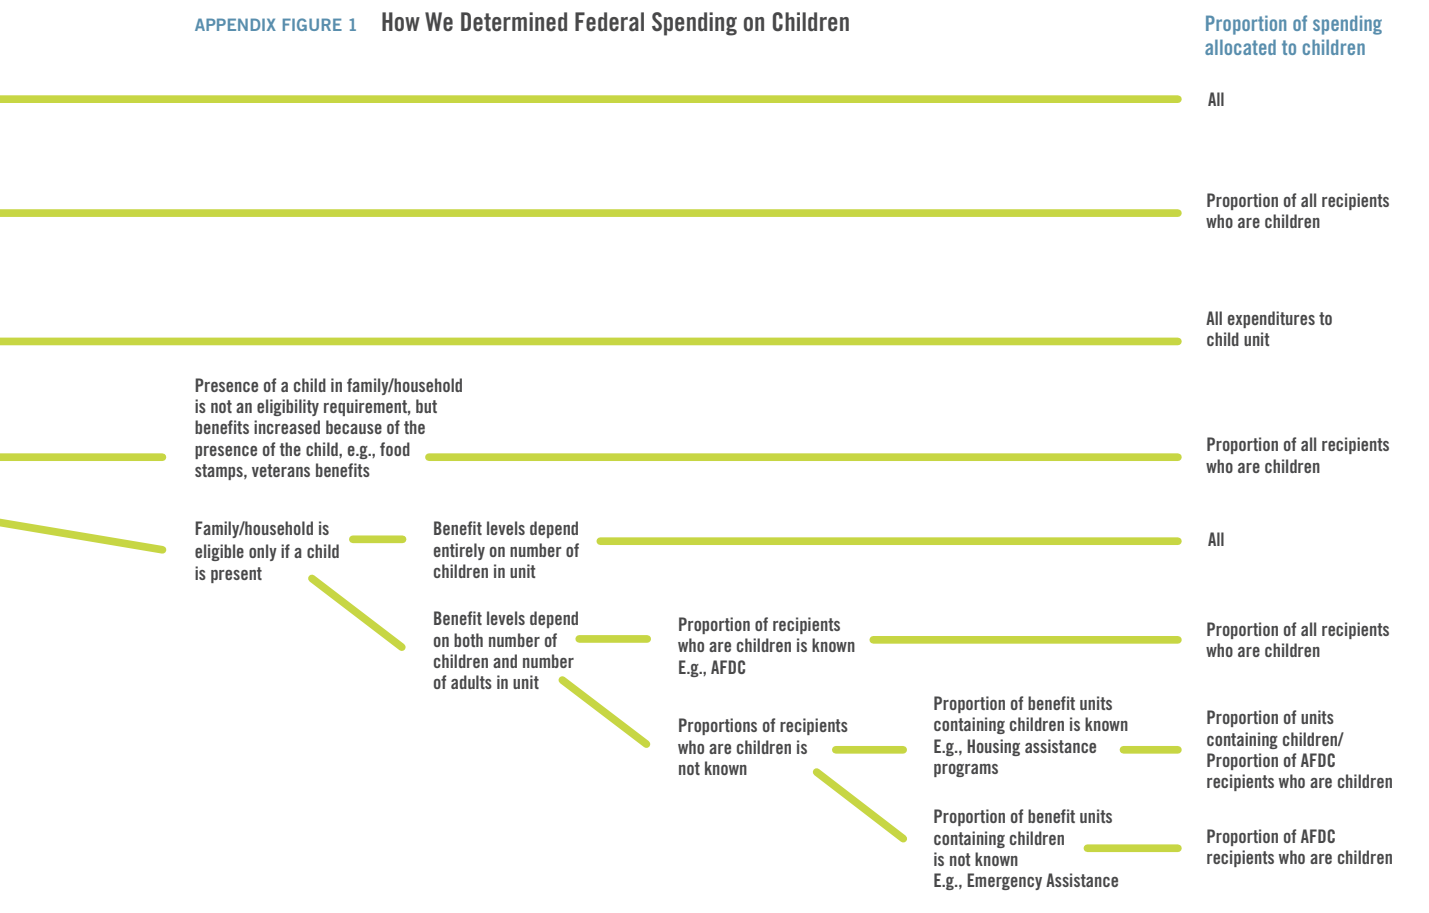 APPENDIX FIGURE 1 How We Determined Federal Spending on Children
Proportion of spending
allocated to children
All
Proportion of all recipients
who are children
All expenditures to
child unit
Presence of a child in family/household
is not an eligibility requirement, but
benefits increased because of the
presence of the child, e.g., food
stamps, veterans benefits
Proportion of all recipients
who are children
Family/household is
eligible only if a child
is present
Benefit levels depend
entirely on number of
children in unit
All
Benefit levels depend
on both number of
children and number
of adults in unit
Proportion of recipients
who are children is known
E.g., AFDC
Proportion of all recipients
who are children
Proportions of recipients
who are children is
not known
Proportion of benefit units
containing children is known
E.g., Housing assistance
programs
Proportion of units
containing children/
Proportion of AFDC
recipients who are children
Proportion of benefit units
containing children
is not known
E.g., Emergency Assistance
Proportion of AFDC
recipients who are children